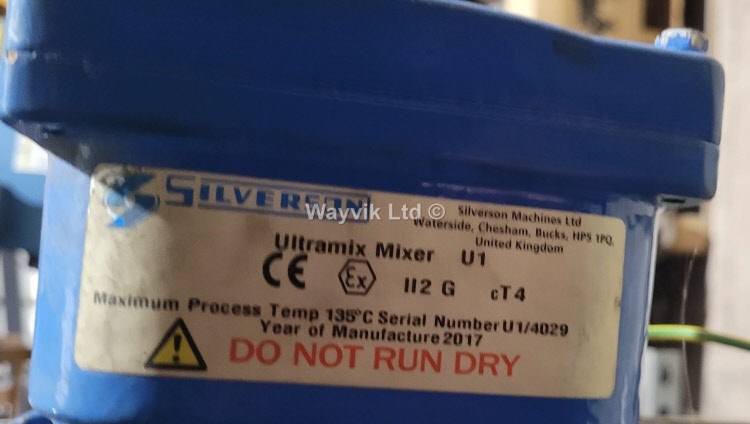 SILVERSON
Wayvik Ltd ©
Silverson Machines Ltd
Waterside, Chesham, Bucks, HP5 1PQ,
United Kingdom
Ultramix Mixer U1
CE Ex II2 G cT4
Maximum Process Temp 135°C Serial Number U1/4029
Year of Manufacture 2017
DO NOT RUN DRY